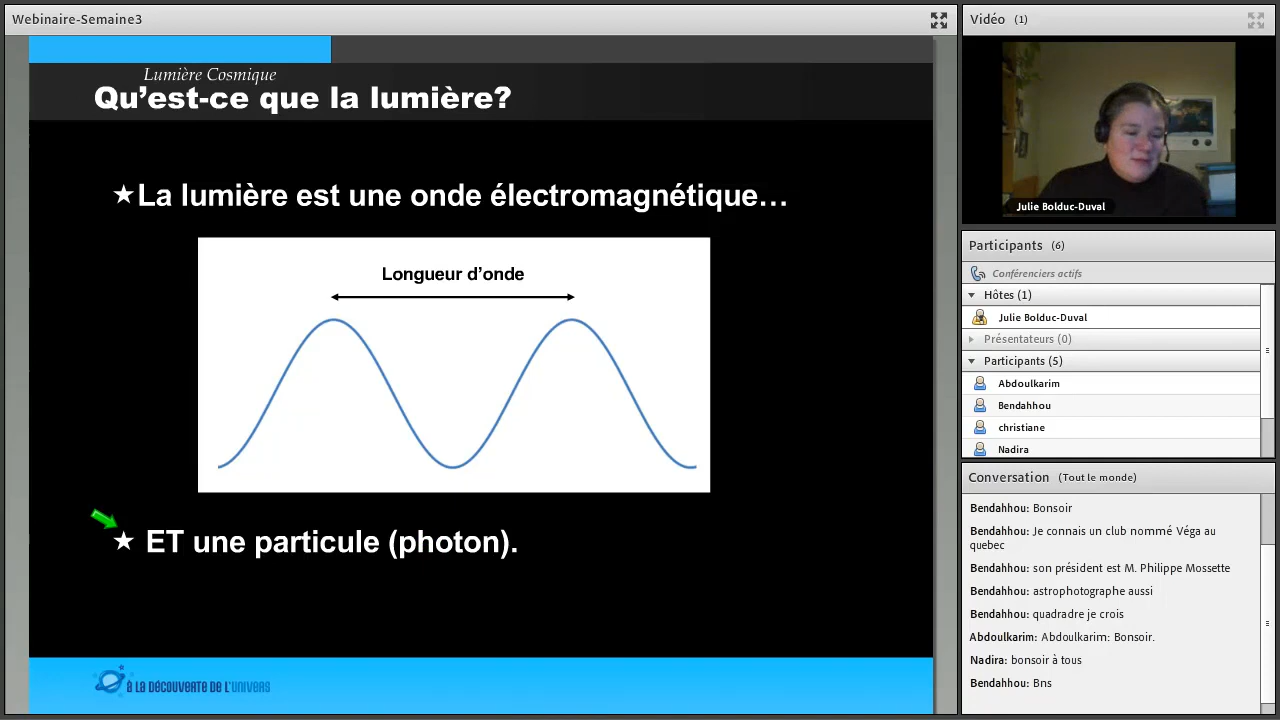 Webinaire-Semaine3
Lumière Cosmique
Qu'est-ce que la lumière?
★La lumière est une onde électromagnétique…
Longueur d'onde
★ ET une particule (photon).
À LA DÉCOUVERTE DE L'UNIVERS
Vidéo (1)
Julie Bolduc-Duval
Participants (6)
Conférenciers actifs
Hôtes (1)
Julie Bolduc-Duval
Présentateurs (0)
Participants (5)
Abdoulkarim
Bendahhou
christiane
Nadira
Conversation (Tout le monde)
Bendahhou: Bonsoir
Bendahhou: Je connais un club nommé Véga au
quebec
Bendahhou: son président est M. Philippe Mossette
Bendahhou: astrophotographe aussi
Bendahhou: quadradre je crois
Abdoulkarim: Abdoulkarim: Bonsoir.
Nadira: bonsoir à tous
Bendahhou: Bns